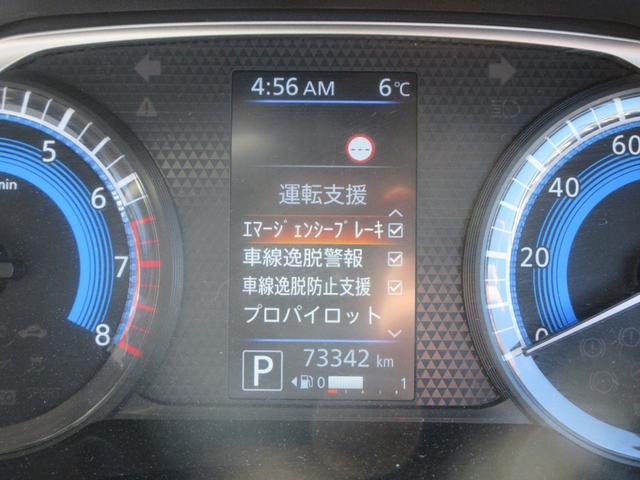 4:56 AM 6℃
---
運転支援
エマージェンシーブレーキ
車線逸脱警報
車線逸脱防止支援
プロパイロット
P 73342 km
0 1
5
6
7
8
min
0
20
40
60